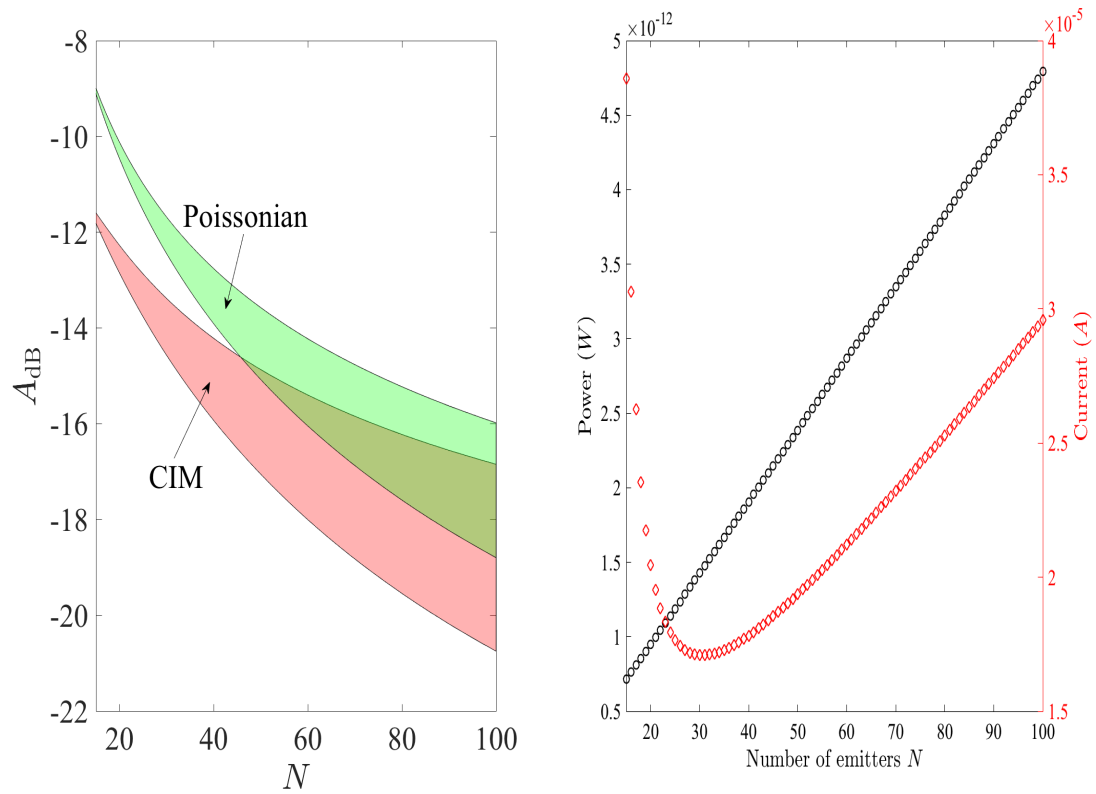 -8
-10
-12
-14
-16
-18
-20
-22
A_dB
Poissonian
CIM
20 40 60 80 100
N
×10^-12
5
4.5
4
3.5
3
2.5
2
1.5
1
0.5
Power (W)
20 30 40 50 60 70 80 90 100
Number of emitters N
×10^-5
4
3.5
3
2.5
2
1.5
Current (A)